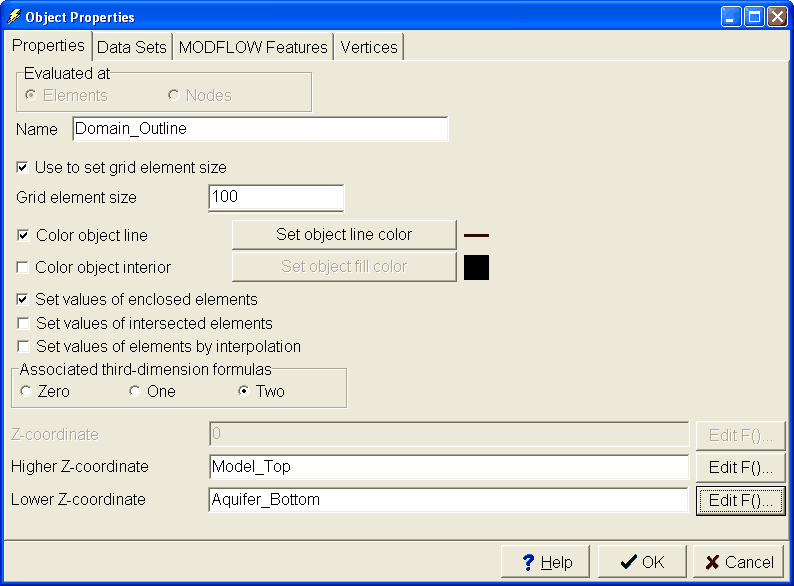 Object Properties
Properties Data Sets MODFLOW Features Vertices
Evaluated at
Elements Nodes
Name Domain_Outline
Use to set grid element size
Grid element size 100
Color object line Set object line color
Color object interior Set object fill color
Set values of enclosed elements
Set values of intersected elements
Set values of elements by interpolation
Associated third-dimension formulas
Zero One Two
Z-coordinate 0 Edit F()...
Higher Z-coordinate Model_Top Edit F()...
Lower Z-coordinate Aquifer_Bottom Edit F()...
? Help OK Cancel